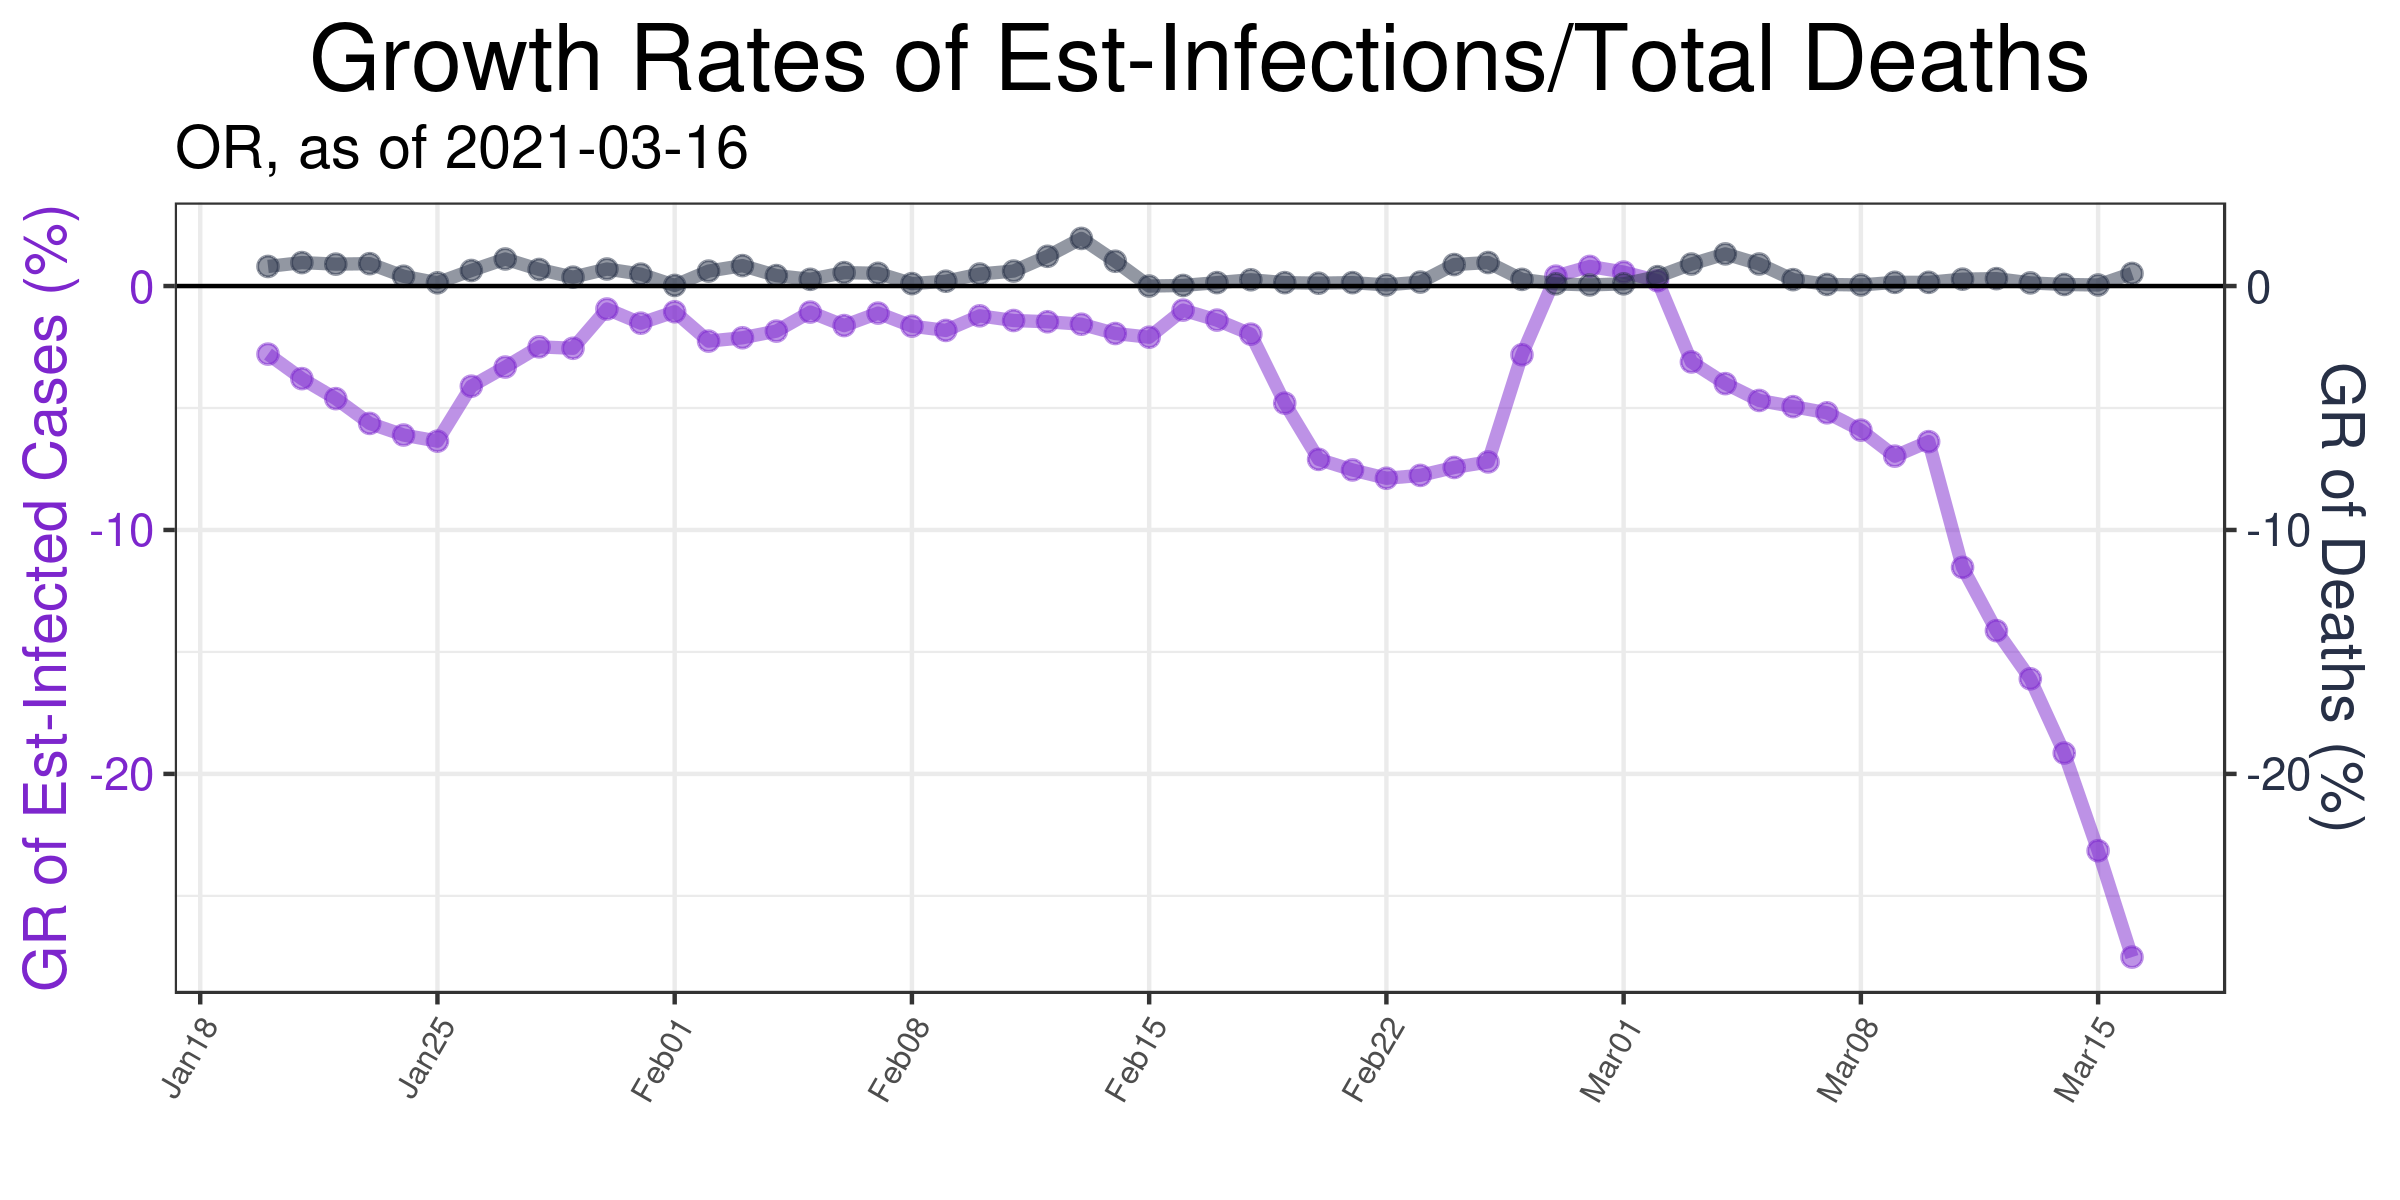 Growth Rates of Est-Infections/Total Deaths
OR, as of 2021-03-16
GR of Est-Infected Cases (%)
0
-10
-20
0
-10
-20
GR of Deaths (%)
Jan18
Jan25
Feb01
Feb08
Feb15
Feb22
Mar01
Mar08
Mar15